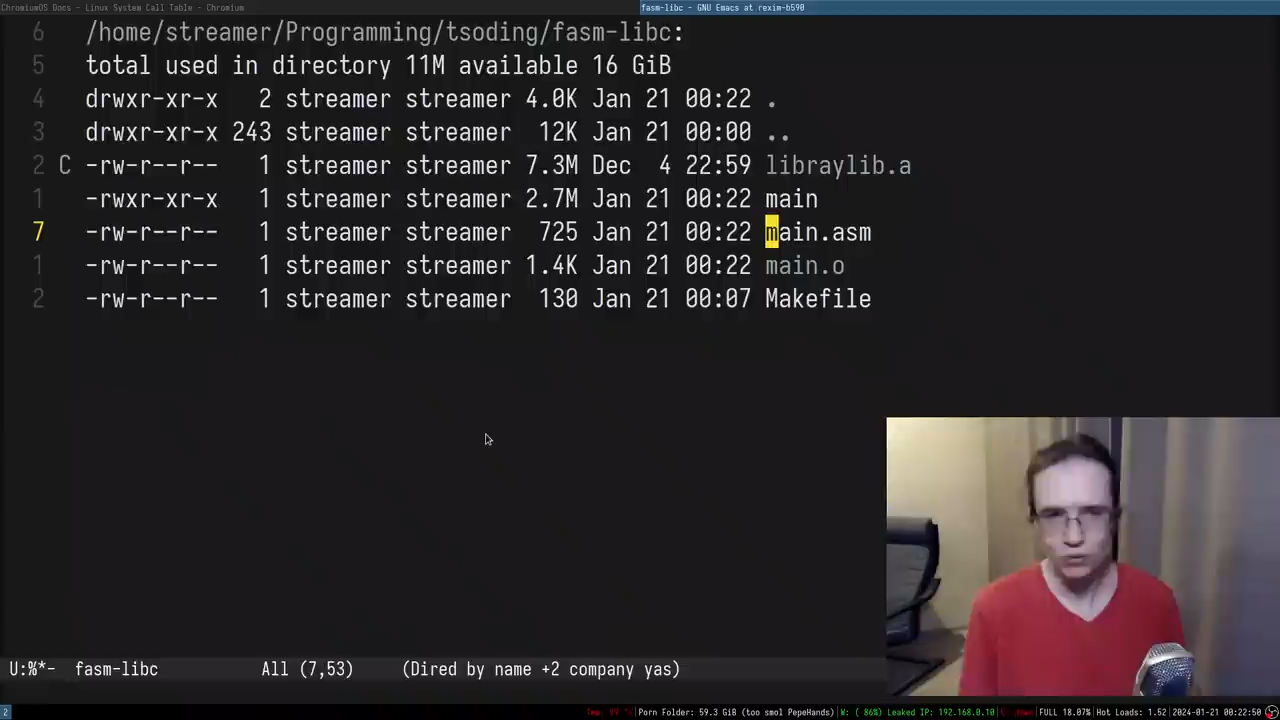 ChromiumOS Docs - Linux System Call Table - Chromium
fasm-libc - GNU Emacs at rexim-b590
6 /home/streamer/Programming/tsoding/fasm-libc:
5 total used in directory 11M available 16 GiB
4 drwxr-xr-x 2 streamer streamer 4.0K Jan 21 00:22 .
3 drwxr-xr-x 243 streamer streamer 12K Jan 21 00:00 ..
2 C -rw-r--r-- 1 streamer streamer 7.3M Dec 4 22:59 libraylib.a
1 -rwxr-xr-x 1 streamer streamer 2.7M Jan 21 00:22 main
7 -rw-r--r-- 1 streamer streamer 725 Jan 21 00:22 main.asm
1 -rw-r--r-- 1 streamer streamer 1.4K Jan 21 00:22 main.o
2 -rw-r--r-- 1 streamer streamer 130 Jan 21 00:07 Makefile
U:%*- fasm-libc All (7,53) (Dired by name +2 company yas)
2 Porn Folder: 59.3 GiB (too smol PepeHands) W: ( 86%) Leaked IP: 192.168.0.10 FULL 18.07% Hot Loads: 1.52 2024-01-21 00:22:50